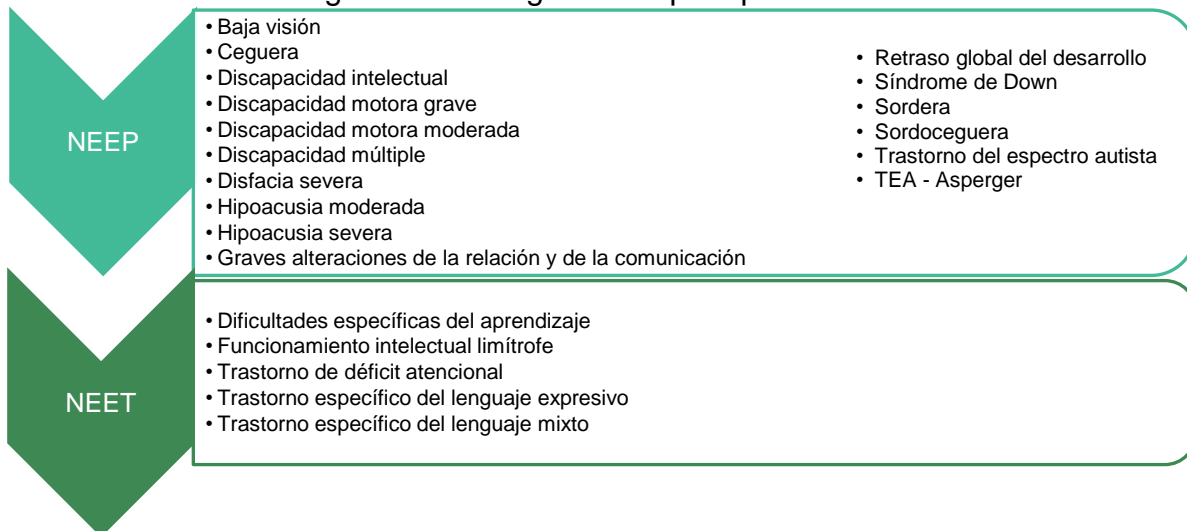 NEEP
• Baja visión
• Ceguera
• Discapacidad intelectual
• Discapacidad motora grave
• Discapacidad motora moderada
• Discapacidad múltiple
• Disfacia severa
• Hipoacusia moderada
• Hipoacusia severa
• Graves alteraciones de la relación y de la comunicación
• Retraso global del desarrollo
• Síndrome de Down
• Sordera
• Sordoceguera
• Trastorno del espectro autista
• TEA - Asperger
NEET
• Dificultades específicas del aprendizaje
• Funcionamiento intelectual limítrofe
• Trastorno de déficit atencional
• Trastorno específico del lenguaje expresivo
• Trastorno específico del lenguaje mixto